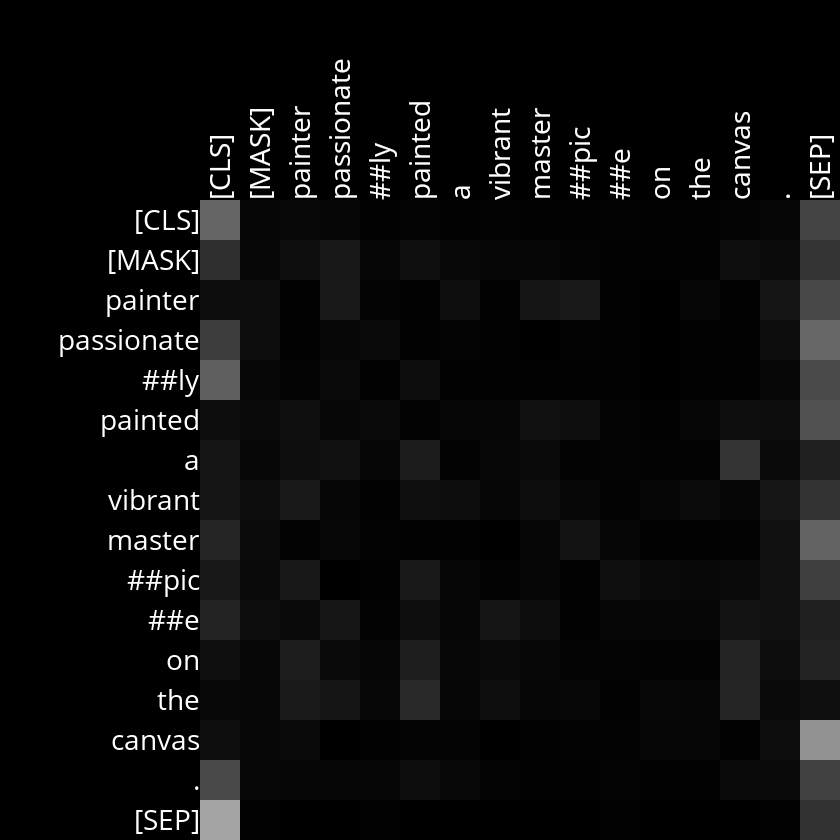 [CLS] [MASK] painter passionate ##ly painted a vibrant master ##pic ##e on the canvas . [SEP]
[CLS]
[MASK]
painter
passionate
##ly
painted
a
vibrant
master
##pic
##e
on
the
canvas
.
[SEP]